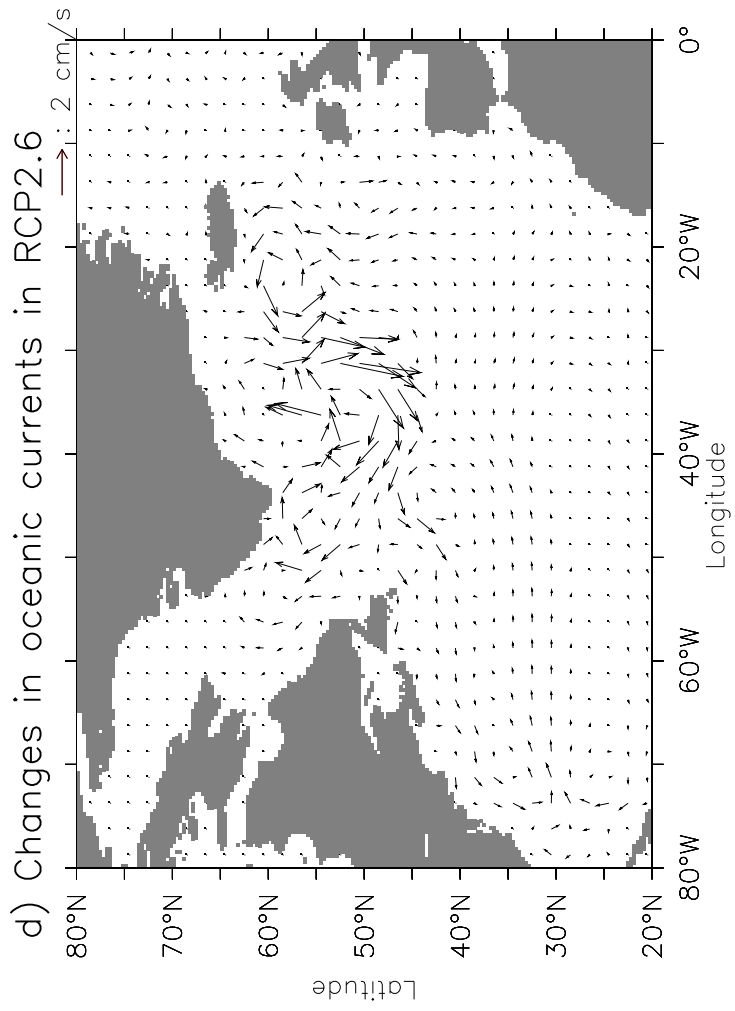 d) Changes in oceanic currents in RCP2.6
: 2 cm/s
80°N
70°N
60°N
50°N
40°N
30°N
20°N
Latitude
80°W
60°W
40°W
20°W
0°
Longitude